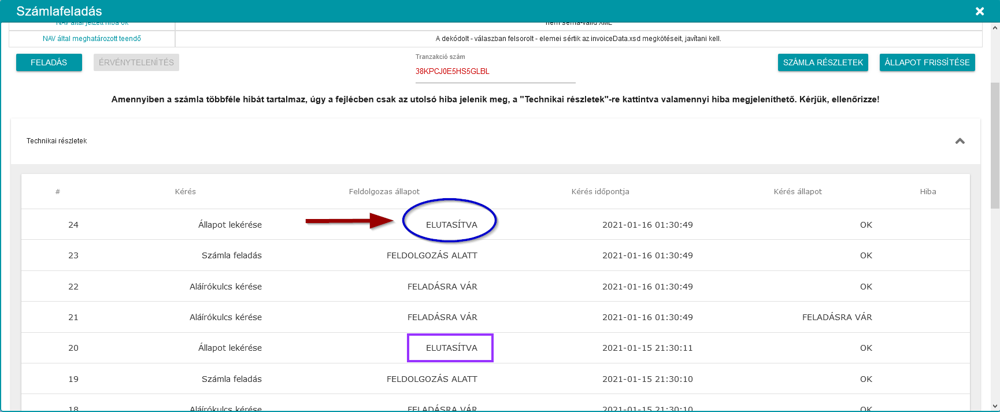 Számlafeladás
NAV által jelzett hiba ok
nem séma-valid XML
NAV által meghatározott teendő
A dekódolt - válaszban felsorolt - elemei sértik az invoiceData.xsd megkötéseit, javítani kell.
FELADÁS
ÉRVÉNYTELENÍTÉS
Tranzakció szám
38KPCJ0E5HS5GLBL
SZÁMLA RÉSZLETEK
ÁLLAPOT FRISSÍTÉSE
Amennyiben a számla többféle hibát tartalmaz, úgy a fejlécben csak az utolsó hiba jelenik meg, a "Technikai részletek"-re kattintva valamennyi hiba megjeleníthető. Kérjük, ellenőrizze!
Technikai részletek
# Kérés Feldolgozas állapot Kérés időpontja Kérés állapot Hiba
24 Állapot lekérése ELUTASÍTVA 2021-01-16 01:30:49 OK
23 Számla feladás FELDOLGOZÁS ALATT 2021-01-16 01:30:49 OK
22 Aláírókulcs kérése FELADÁSRA VÁR 2021-01-16 01:30:49 OK
21 Aláírókulcs kérése FELADÁSRA VÁR 2021-01-16 01:30:49 FELADÁSRA VÁR
20 Állapot lekérése ELUTASÍTVA 2021-01-15 21:30:11 OK
19 Számla feladás FELDOLGOZÁS ALATT 2021-01-15 21:30:10 OK
18 Aláírókulcs kérése FELADÁSRA VÁR 2021-01-15 21:30:10 OK